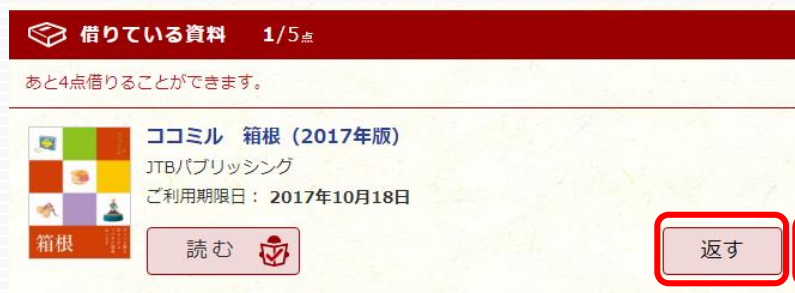 借りている資料 1/5点
あと4点借りることができます。
ココミル 箱根（2017年版）
JTBパブリッシング
ご利用期限日： 2017年10月18日
箱根
読む
返す